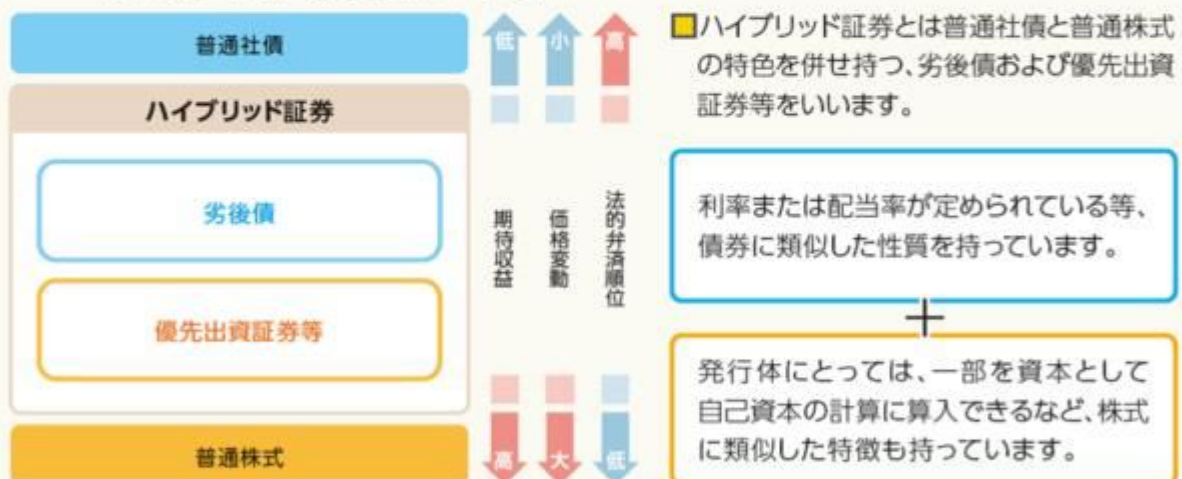 普通社債
ハイブリッド証券
劣後債
優先出資証券等
普通株式
低
小
高
期待収益
価格変動
法的弁済順位
高
大
低
ハイブリッド証券とは普通社債と普通株式
の特色を併せ持つ、劣後債および優先出資
証券等をいいます。
利率または配当率が定められている等、
債券に類似した性質を持っています。
+
発行体にとっては、一部を資本として
自己資本の計算に算入できるなど、株式
に類似した特徴も持っています。